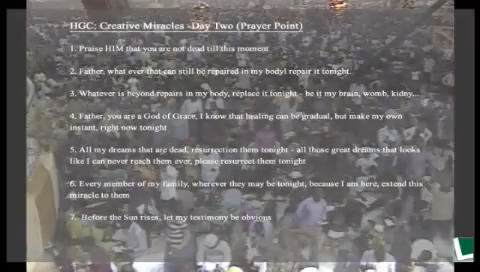 HGC: Creative Miracles -Day Two (Prayer Point)
1. Praise HIM that you are not dead till this moment
2. Father, what ever that can still be repaired in my body! repair it tonight.
3. Whatever is beyond repairs in my body, replace it tonight - be it my brain, womb, kidny...
4. Father, you are a God of Grace, I know that healing can be gradual, but make my own
instant, right now tonight
5. All my dreams that are dead, resurrection them tonight - all those great dreams that looks
like I can never reach them ever, please resurrect them tonight
6. Every member of my family, wherever they may be tonight, because I am here, extend this
miracle to them
7. Before the Sun rises, let my testimony be obvious